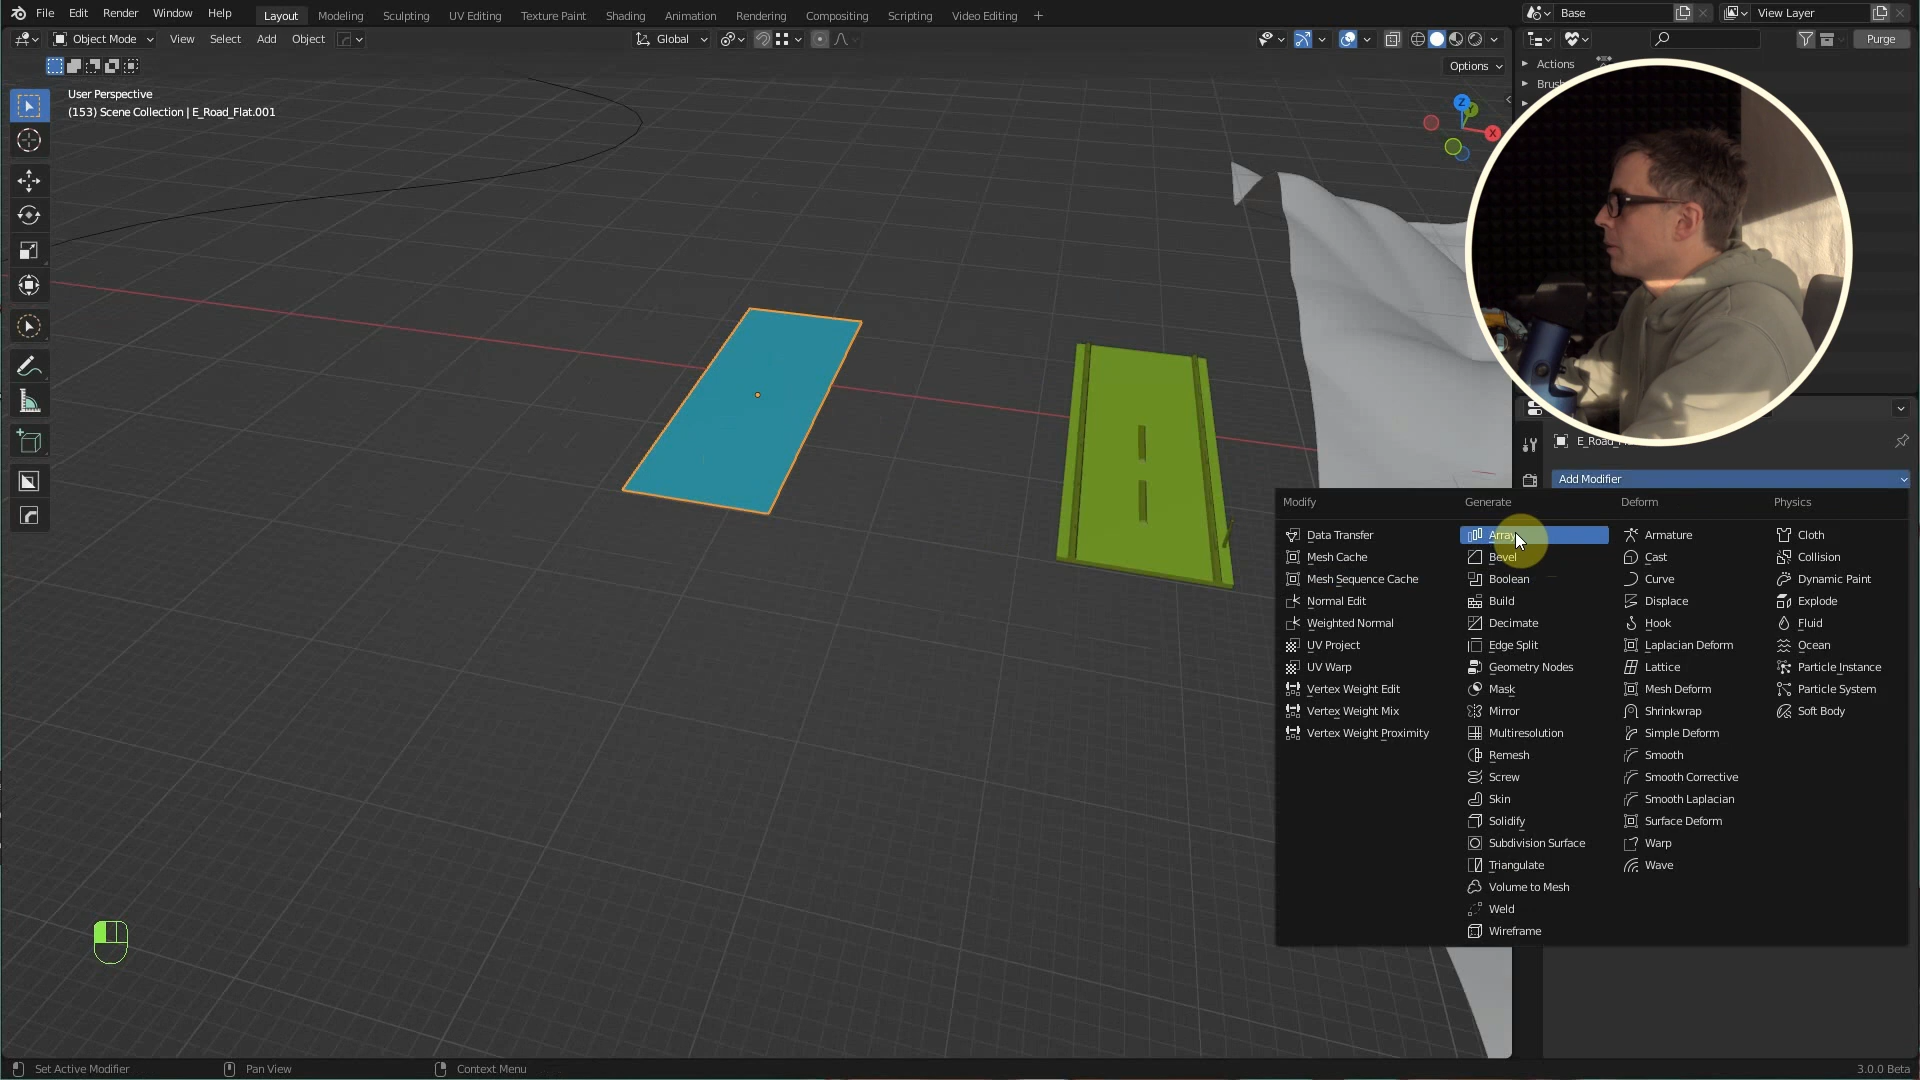 File Edit Render Window Help Layout Modeling Sculpting UV Editing Texture Paint Shading Animation Rendering Compositing Scripting Video Editing + Base View Layer
Object Mode View Select Add Object Global Purge
Options
User Perspective
(153) Scene Collection | E_Road_Flat.001
Actions
Z
Y
X
Add Modifier
Modify Generate Deform Physics
Data Transfer Array Armature Cloth
Mesh Cache Bevel Cast Collision
Mesh Sequence Cache Boolean Curve Dynamic Paint
Normal Edit Build Displace Explode
Weighted Normal Decimate Hook Fluid
UV Project Edge Split Laplacian Deform Ocean
UV Warp Geometry Nodes Lattice Particle Instance
Vertex Weight Edit Mask Mesh Deform Particle System
Vertex Weight Mix Mirror Shrinkwrap Soft Body
Vertex Weight Proximity Multiresolution Simple Deform
Remesh Smooth
Screw Smooth Corrective
Skin Smooth Laplacian
Solidify Surface Deform
Subdivision Surface Warp
Triangulate Wave
Volume to Mesh
Weld
Wireframe
Set Active Modifier Pan View Context Menu 3.0.0 Beta